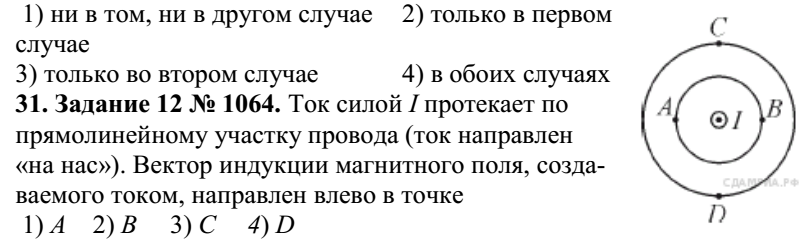 1) ни в том, ни в другом случае 2) только в первом
случае
3) только во втором случае 4) в обоих случаях
31. Задание 12 № 1064. Ток силой I протекает по
прямолинейному участку провода (ток направлен
«на нас»). Вектор индукции магнитного поля, созда-
ваемого током, направлен влево в точке
1) A 2) B 3) C 4) D
C
A I B
СДАМГИА.РФ
D